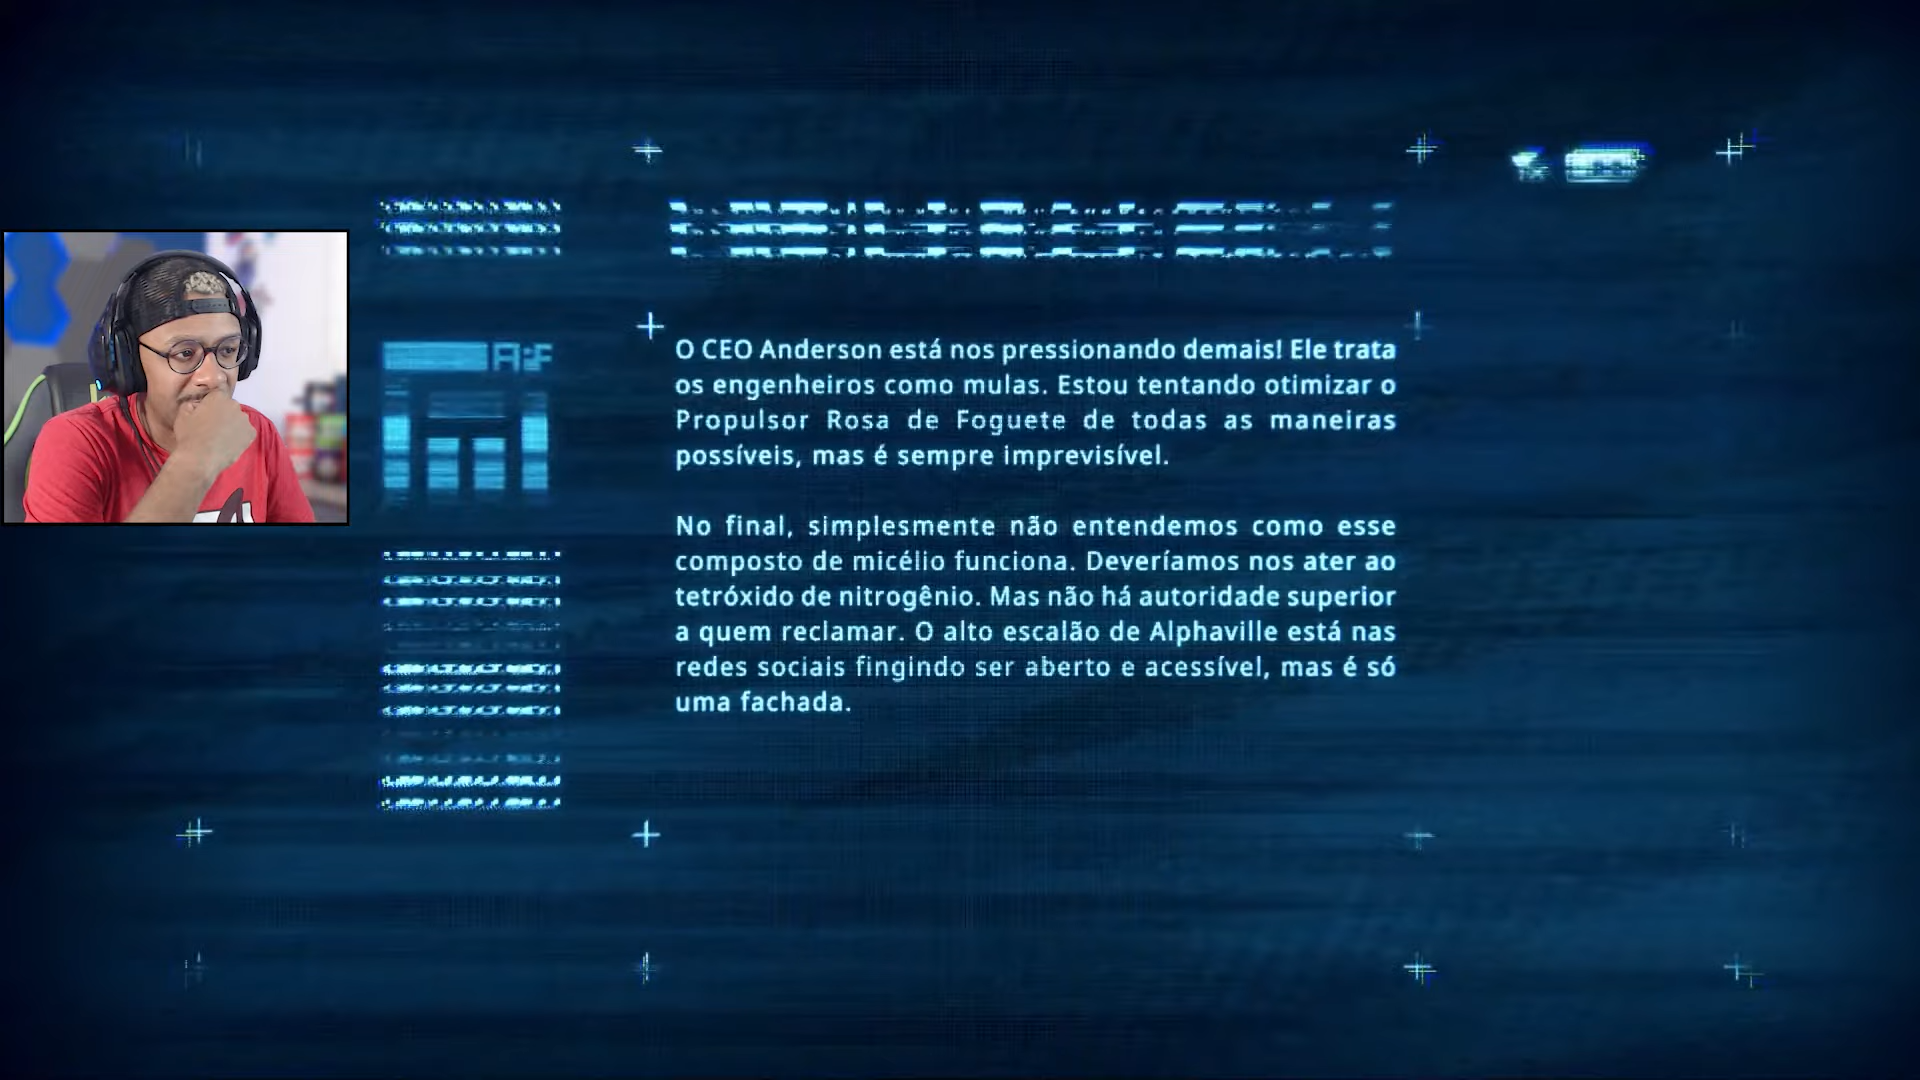 O CEO Anderson está nos pressionando demais! Ele trata
os engenheiros como mulas. Estou tentando otimizar o
Propulsor Rosa de Foguete de todas as maneiras
possíveis, mas é sempre imprevisível.
No final, simplesmente não entendemos como esse
composto de micélio funciona. Deveríamos nos ater ao
tetróxido de nitrogênio. Mas não há autoridade superior
a quem reclamar. O alto escalão de Alphaville está nas
redes sociais fingindo ser aberto e acessível, mas é só
uma fachada.